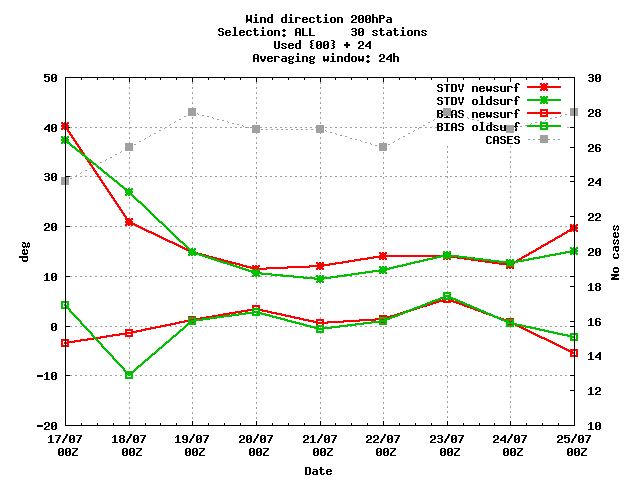 Wind direction 200hPa
Selection: ALL 30 stations
Used {00} + 24
Averaging window: 24h
50 30
STDV newsurf
STDV oldsurf
BIAS newsurf
BIAS oldsurf
CASES
40 28
30 26
20 24
10 22
0 20
-10 18
-20 16
14
12
10
deg
No cases
17/07 18/07 19/07 20/07 21/07 22/07 23/07 24/07 25/07
00Z 00Z 00Z 00Z 00Z 00Z 00Z 00Z 00Z
Date